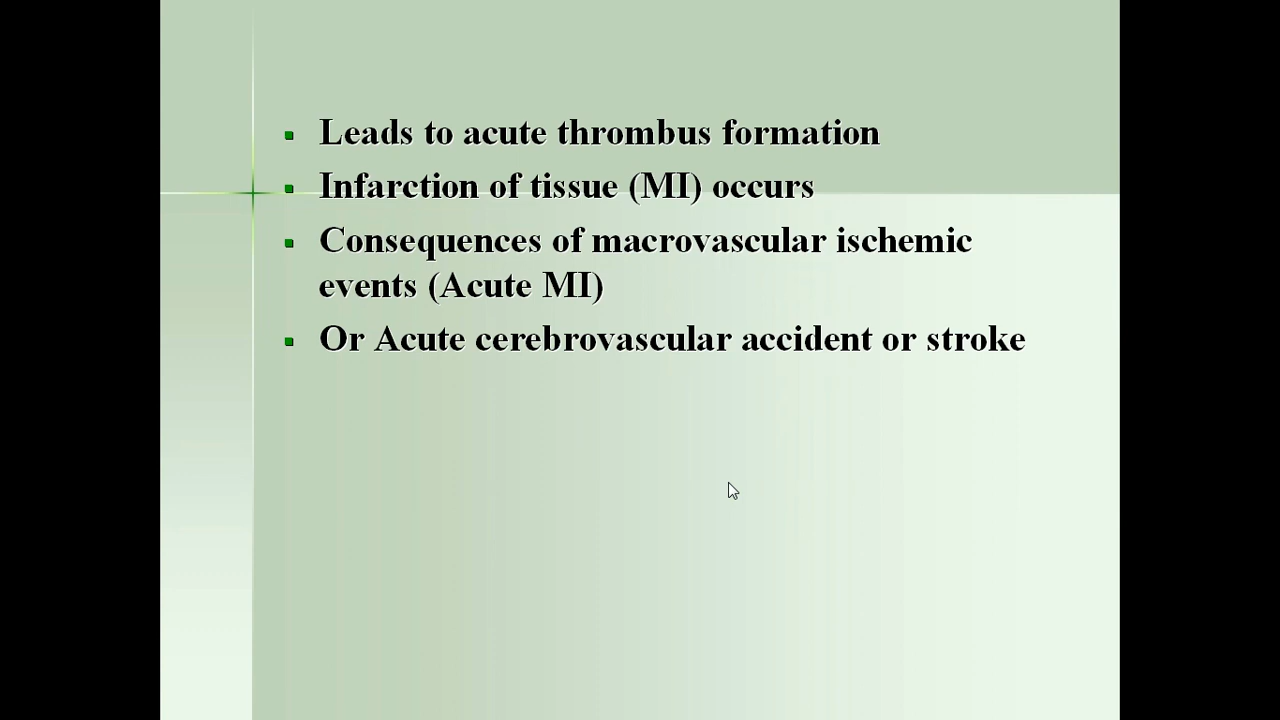 Leads to acute thrombus formation
Infarction of tissue (MI) occurs
Consequences of macrovascular ischemic
events (Acute MI)
Or Acute cerebrovascular accident or stroke